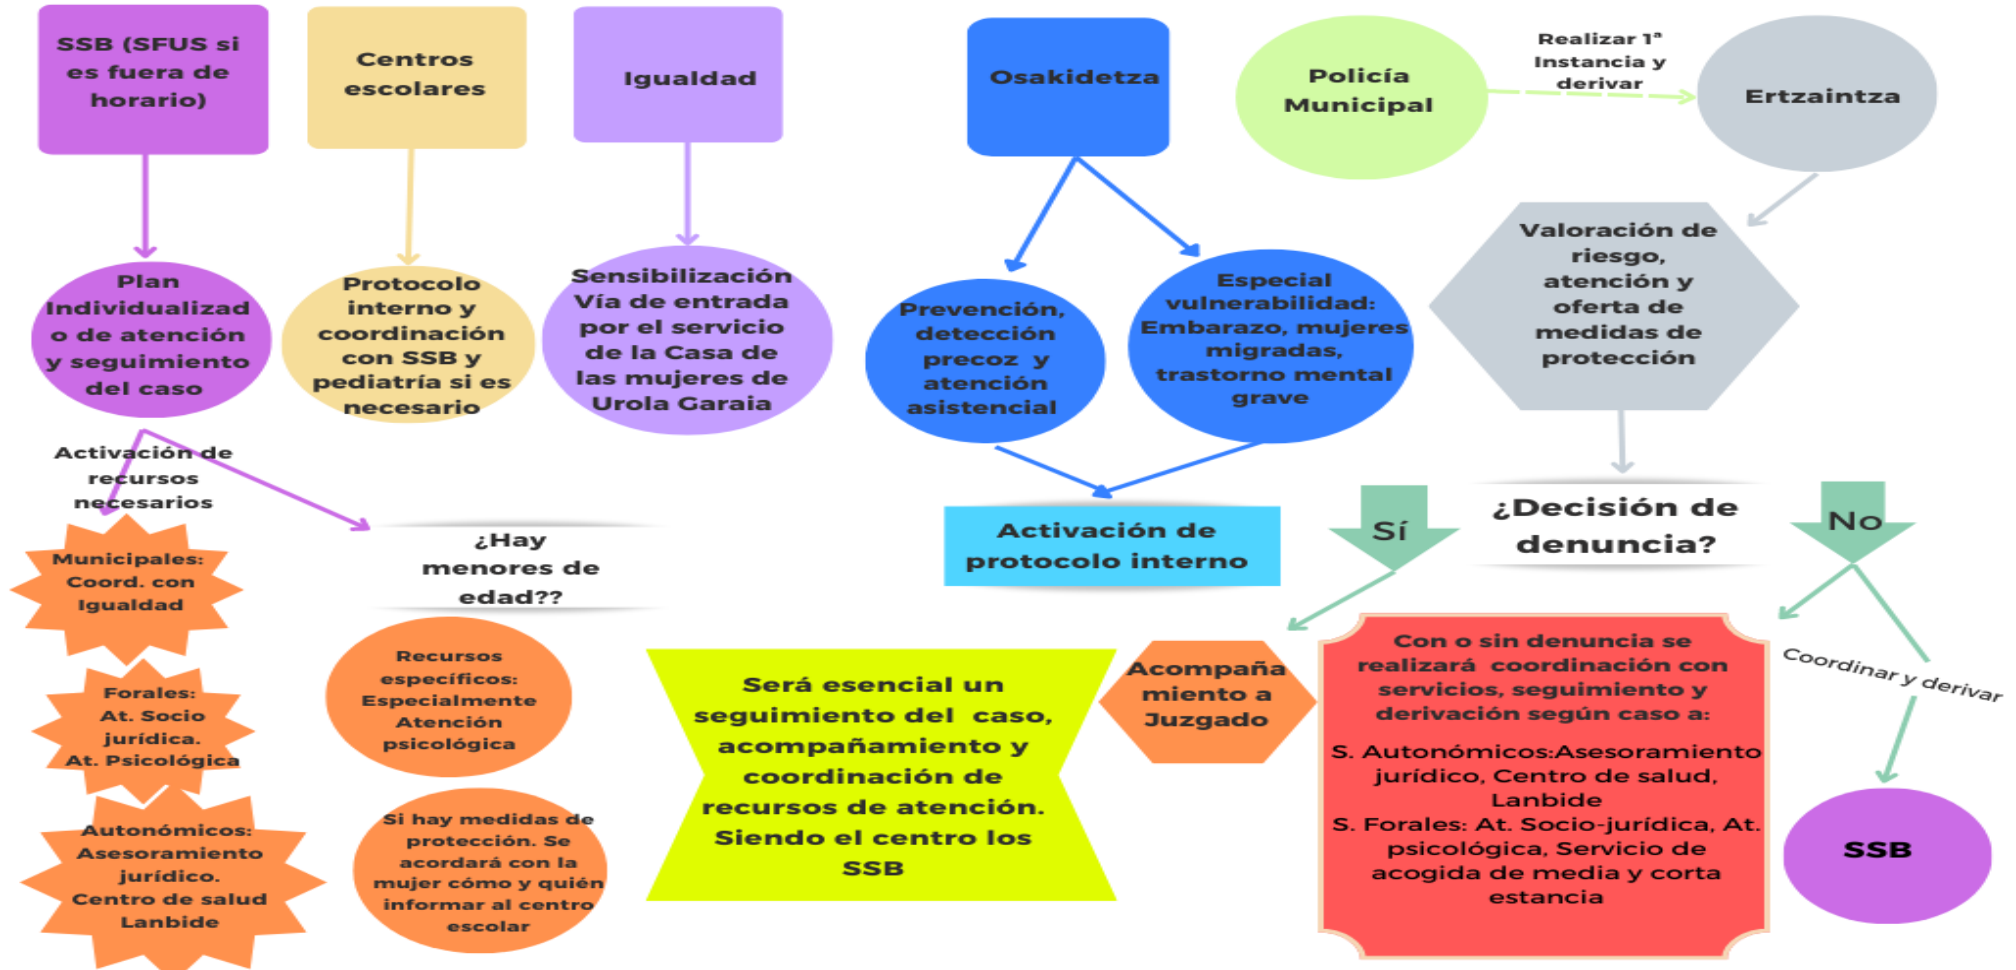 SSB (SFUS si
es fuera de
horario)
Centros
escolares
Igualdad
Osakidetza
Policía
Municipal
Realizar 1ª
Instancia y
derivar
Ertzaintza
Plan
Individualizad
o de atención
y seguimiento
del caso
Protocolo
interno y
coordinación
con SSB y
pediatría si es
necesario
Sensibilización
Vía de entrada
por el servicio
de la Casa de
las mujeres de
Urola Garaia
Prevención,
detección
precoz y
atención
asistencial
Especial
vulnerabilidad:
Embarazo, mujeres
migradas,
trastorno mental
grave
Valoración de
riesgo,
atención y
oferta de
medidas de
protección
Activación de
recursos
necesarios
Municipales:
Coord. con
Igualdad
Forales:
At. Socio
jurídica.
At. Psicológica
Autonómicos:
Asesoramiento
jurídico.
Centro de salud
Lanbide
¿Hay
menores de
edad??
Recursos
específicos:
Especialmente
Atención
psicológica
Si hay medidas de
protección. Se
acordará con la
mujer cómo y quién
informar al centro
escolar
Activación de
protocolo interno
Será esencial un
seguimiento del caso,
acompañamiento y
coordinación de
recursos de atención.
Siendo el centro los
SSB
Sí
¿Decisión de
denuncia?
No
Acompaña
miento a
Juzgado
Con o sin denuncia se
realizará coordinación con
servicios, seguimiento y
derivación según caso a:
S. Autonómicos:Asesoramiento
jurídico, Centro de salud,
Lanbide
S. Forales: At. Socio-jurídica, At.
psicológica, Servicio de
acogida de media y corta
estancia
Coordinar y derivar
SSB